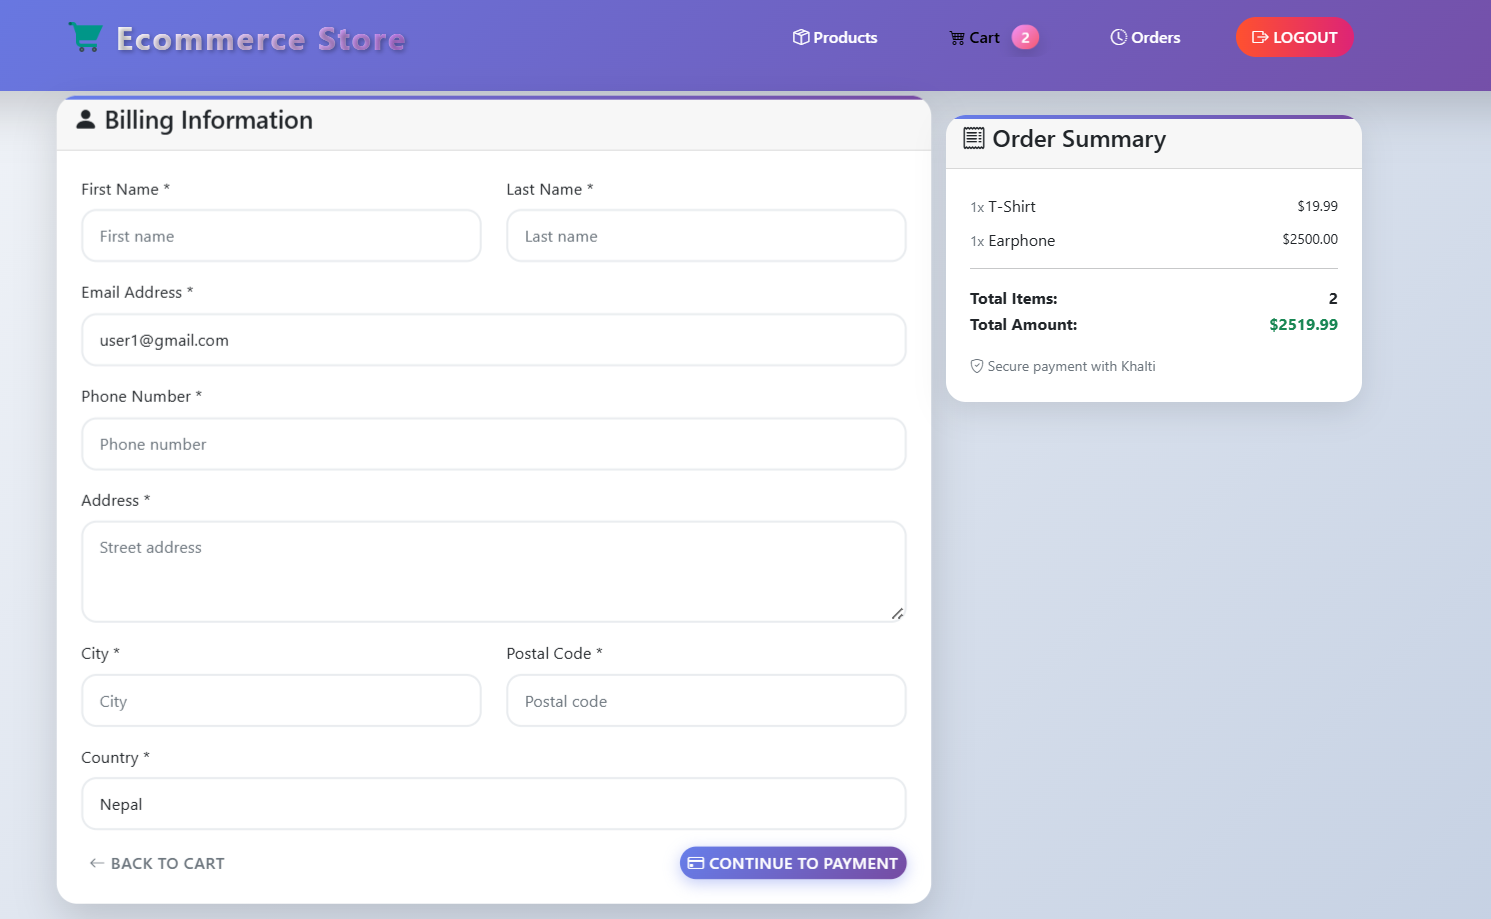 Ecommerce Store
Products
Cart 2
Orders
LOGOUT
Billing Information
First Name *
Last Name *
First name
Last name
Email Address *
user1@gmail.com
Phone Number *
Phone number
Address *
Street address
City *
Postal Code *
City
Postal code
Country *
Nepal
BACK TO CART
CONTINUE TO PAYMENT
Order Summary
1x T-Shirt $19.99
1x Earphone $2500.00
Total Items: 2
Total Amount: $2519.99
Secure payment with Khalti